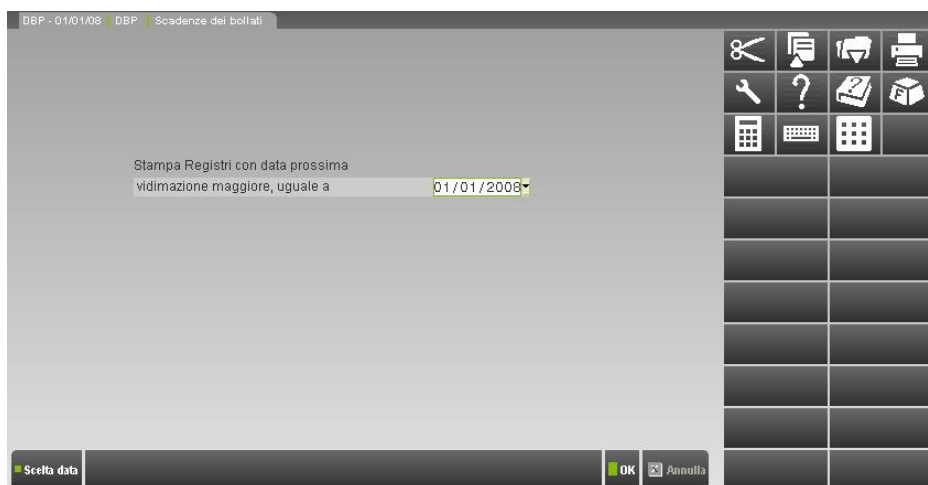 DBP - 01/01/08 DBP Scadenze dei bollati
Stampa Registri con data prossima
vidimazione maggiore, uguale a 01/01/2008
Scelta data OK Annulla